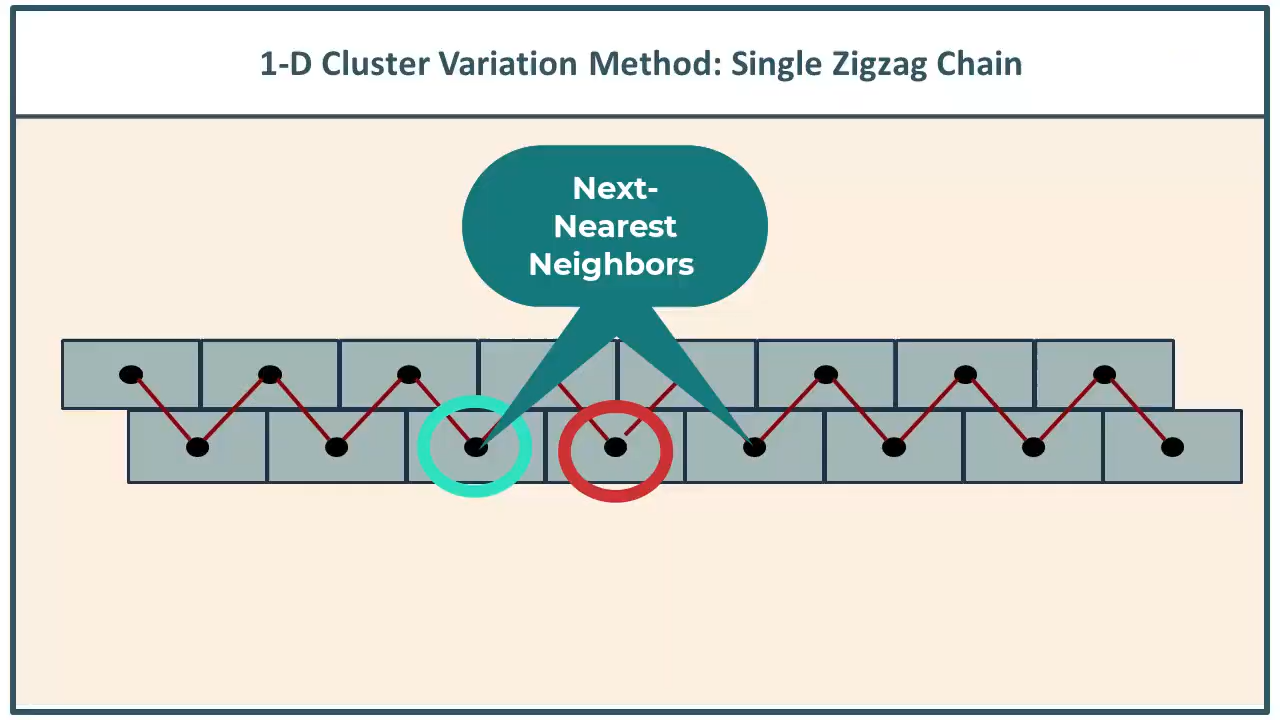 1-D Cluster Variation Method: Single Zigzag Chain
Next-
Nearest
Neighbors